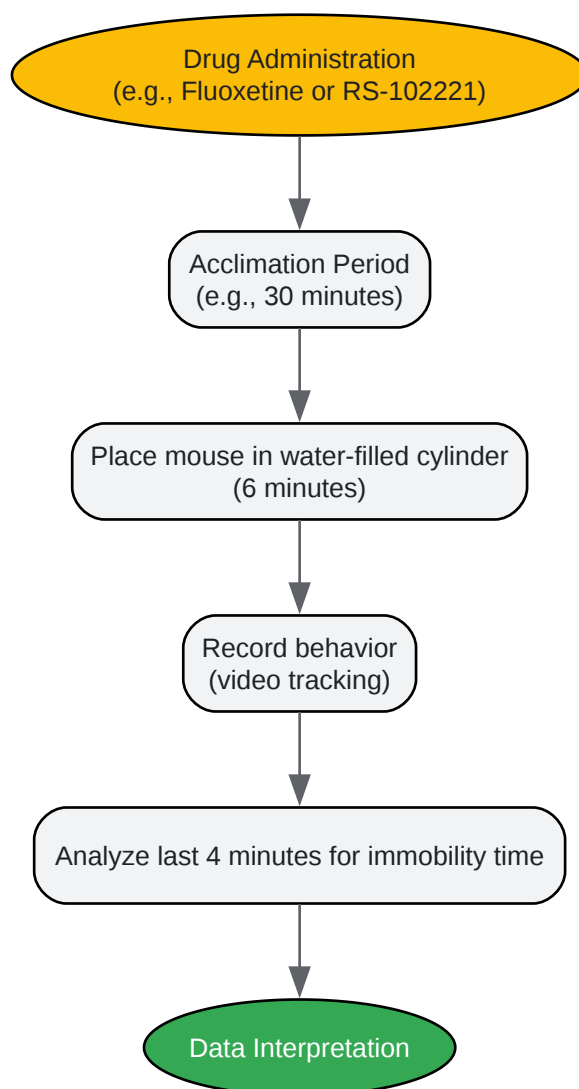 Drug Administration
(e.g., Fluoxetine or RS-102221)
Acclimation Period
(e.g., 30 minutes)
Place mouse in water-filled cylinder
(6 minutes)
Record behavior
(video tracking)
Analyze last 4 minutes for immobility time
Data Interpretation